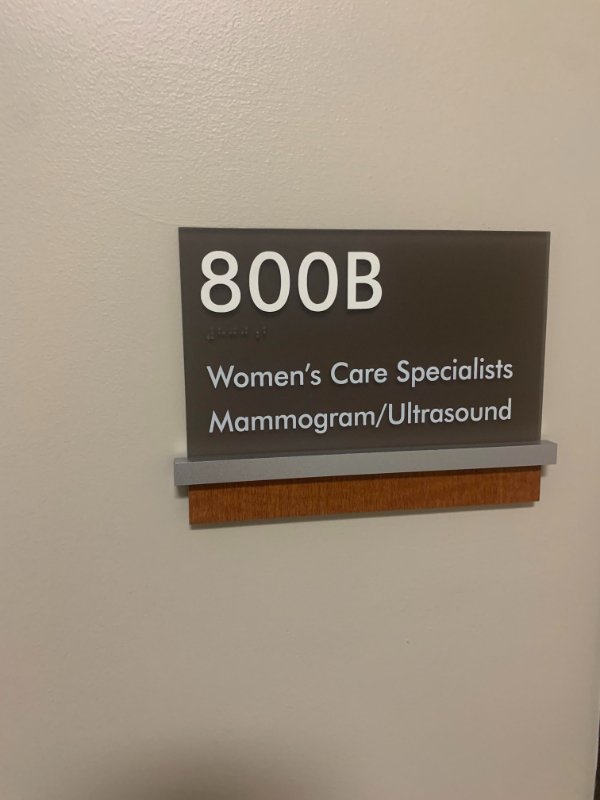 800B
Women's Care Specialists
Mammogram/Ultrasound